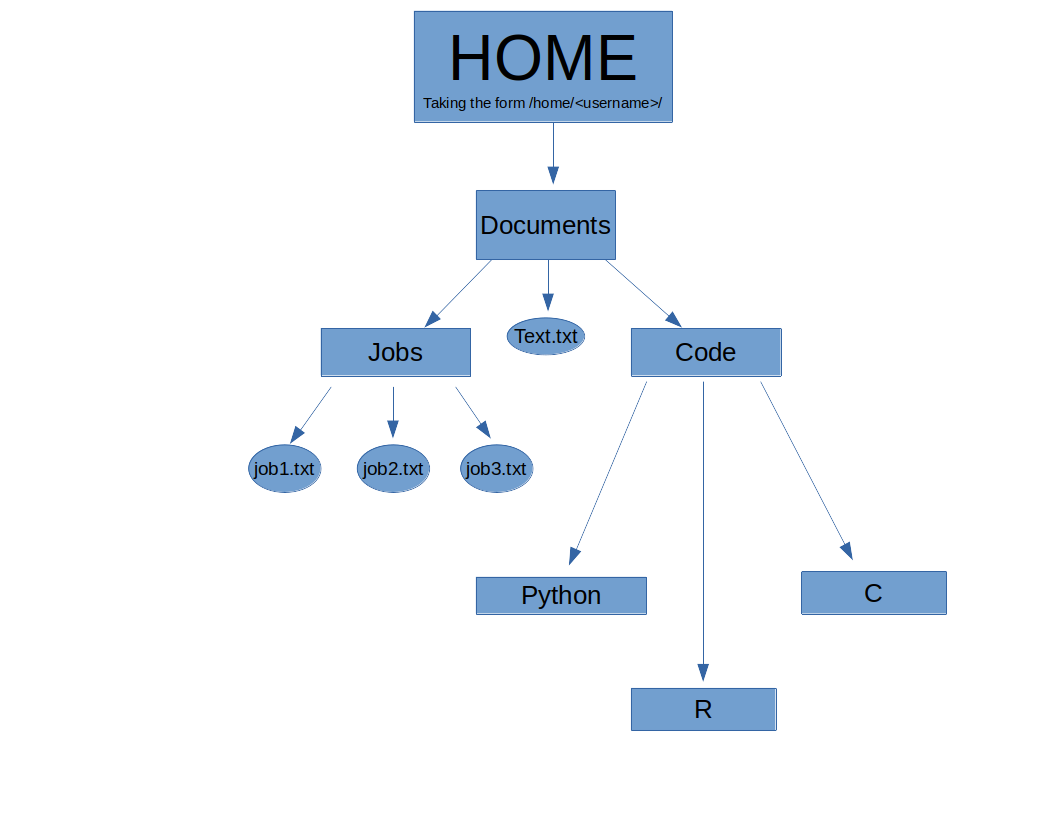 HOME
Taking the form /home/<username>/
Documents
Text.txt
Jobs
Code
job1.txt
job2.txt
job3.txt
Python
C
R